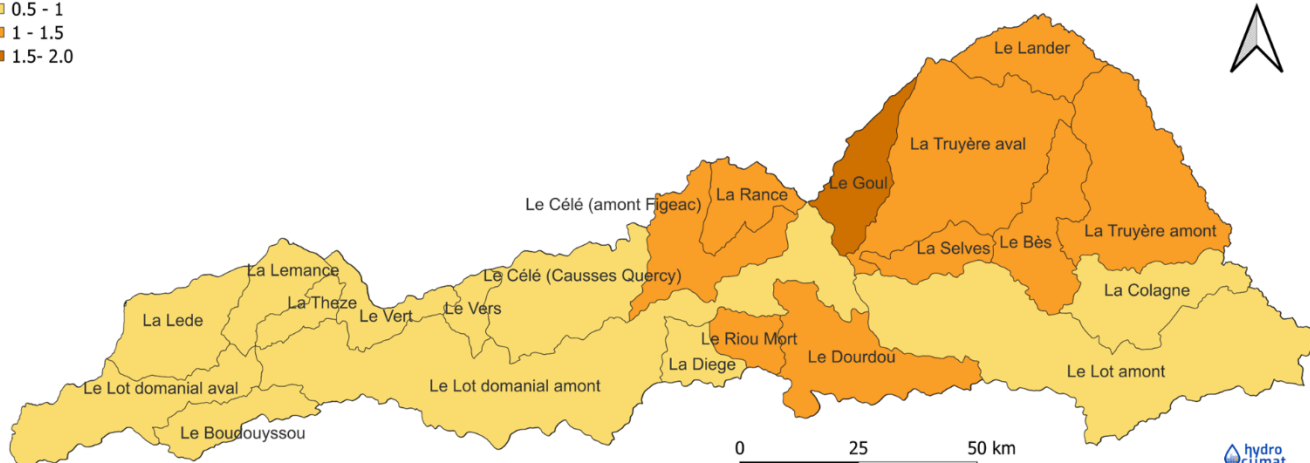 0.5 - 1
1 - 1.5
1.5- 2.0
Le Lander
La Truyère aval
Le Goul
La Rance
Le Célé (amont Figeac)
La Truyère amont
Le Bès
La Selves
La Lemance
Le Célé (Causses Quercy)
La Colagne
La Theze
Le Vers
Le Vert
La Lede
Le Riou Mort
Le Dourdou
La Diege
Le Lot amont
Le Lot domanial aval
Le Lot domanial amont
Le Boudouyssou
0 25 50 km
hydro